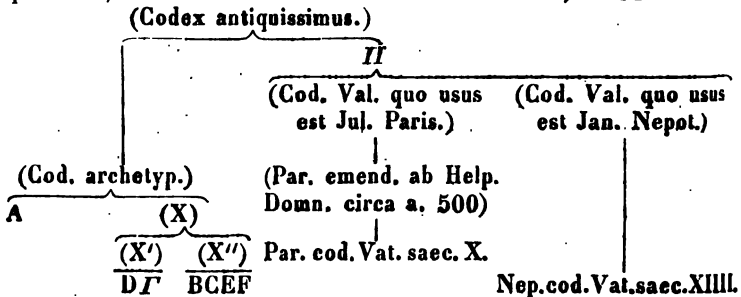 (Codex antiquissimus.)
II
(Cod. Val. quo usus (Cod. Val. quo usus
est Jul. Paris.) est Jan. Nepot.)
(Cod. archetyp.) (Par. emend. ab Help.
A (X) Domn. circa a. 500)
(X') (X'') Par. cod. Vat. saec. X.
DΓ BCEF Nep. cod. Vat. saec. XIIII.